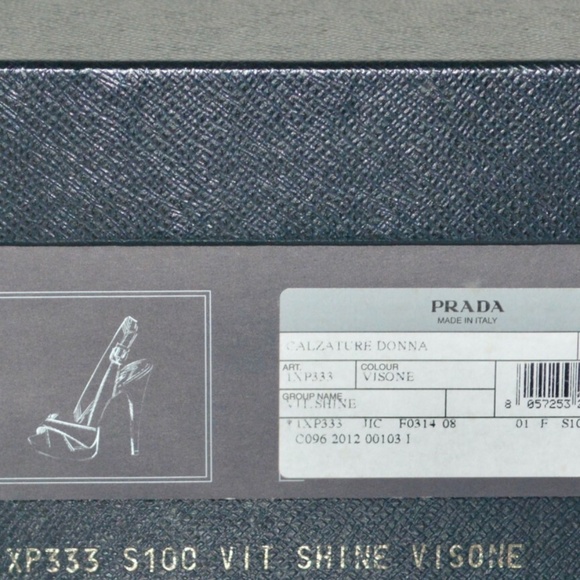 PRADA
MADE IN ITALY
CALZATURE DONNA
ART. COLOUR
1XP333 VISONE
GROUP NAME
VIT.SHINE
8 057253
* 1XP333 JIC F0314 08 01 F S10
C096 2012 00103 I
XP333 S100 VIT SHINE VISONE